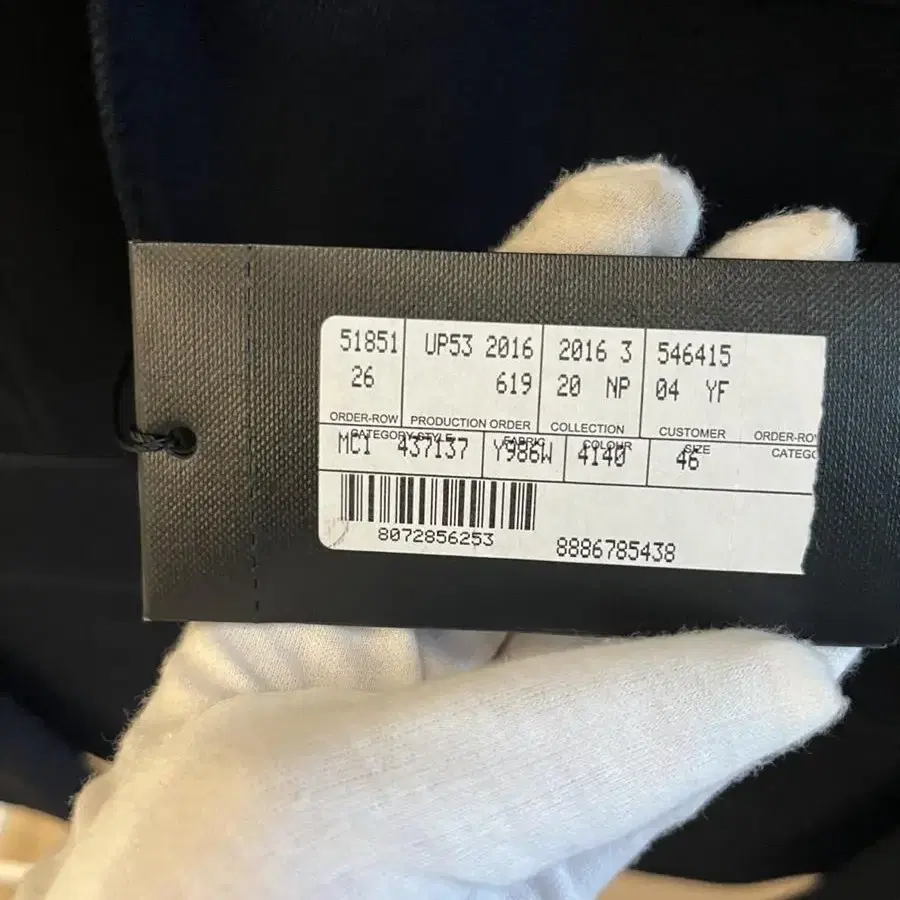 51851 UP53 2016 2016 3 546415
26 619 20 NP 04 YF
ORDER-ROW PRODUCTION ORDER COLLECTION CUSTOMER ORDER-ROW
CATEGORY STYLE FABRIC COLOUR SIZE CATEGO
MC1 437137 Y986W 4140 46
8072856253 8886785438